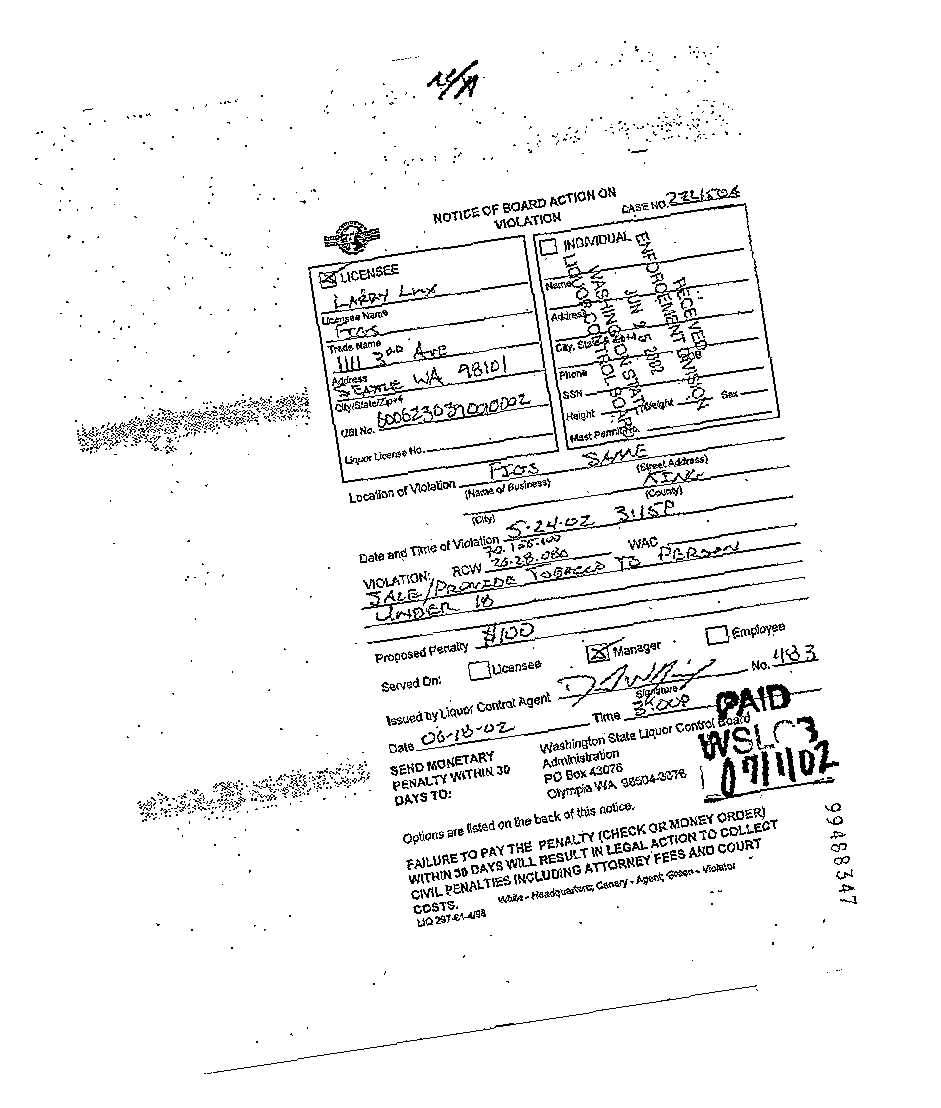 N/A
NOTICE OF BOARD ACTION ON
VIOLATION
CASE NO.
LICENSEE
LARRY LUX
Licensee Name
FIGS
Trade Name
1111 3RD AVE
Address
SEATTLE WA 98101
City/State/Zip+4
UBI No.
Liquor License No.
INDIVIDUAL
Name
Address
City, State
Phone
SSN
Height Weight Sex
Mast Permit No.
RECEIVED
ENFORCEMENT DIVISION
JUN 25 2002
WASHINGTON STATE
LIQUOR CONTROL BOARD
Location of Violation FIGS SAME
(Name of Business) (Street Address)
KING
(City) (County)
Date and Time of Violation 5-24-02 3:15P
70.155.100
VIOLATION: RCW 26.28.080 WAC
SALE/PROVIDE TOBACCO TO PERSON
UNDER 18
Proposed Penalty $100
Served On: Licensee Manager Employee
Issued by Liquor Control Agent No. 483
Signature
Date 06-18-02 Time 3:00P
SEND MONETARY
PENALTY WITHIN 30
DAYS TO:
Washington State Liquor Control Board
Administration
PO Box 43076
Olympia WA 98504-3076
PAID
07/1/02
Options are listed on the back of this notice.
FAILURE TO PAY THE PENALTY (CHECK OR MONEY ORDER)
WITHIN 30 DAYS WILL RESULT IN LEGAL ACTION TO COLLECT
CIVIL PENALTIES INCLUDING ATTORNEY FEES AND COURT
COSTS.
White - Headquarters; Canary - Agent; Green - Violator
LIQ 297-61-4/98
99468347